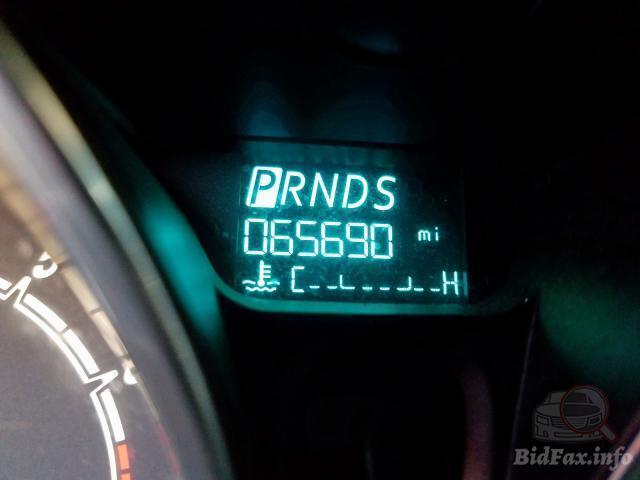 PRNDS
065690 mi
C H
BidFax.info